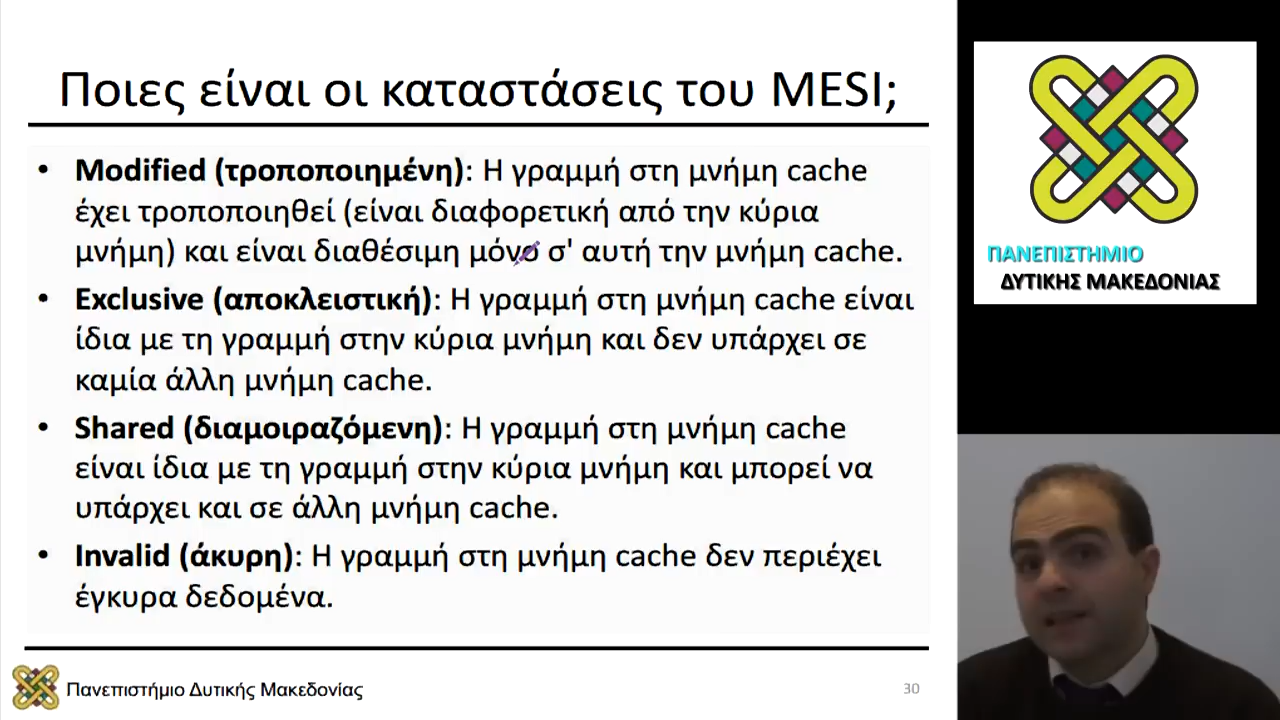 Ποιες είναι οι καταστάσεις του MESI;
• Modified (τροποποιημένη): Η γραμμή στη μνήμη cache
έχει τροποποιηθεί (είναι διαφορετική από την κύρια
μνήμη) και είναι διαθέσιμη μόνο σ' αυτή την μνήμη cache.
• Exclusive (αποκλειστική): Η γραμμή στη μνήμη cache είναι
ίδια με τη γραμμή στην κύρια μνήμη και δεν υπάρχει σε
καμία άλλη μνήμη cache.
• Shared (διαμοιραζόμενη): Η γραμμή στη μνήμη cache
είναι ίδια με τη γραμμή στην κύρια μνήμη και μπορεί να
υπάρχει και σε άλλη μνήμη cache.
• Invalid (άκυρη): Η γραμμή στη μνήμη cache δεν περιέχει
έγκυρα δεδομένα.
Πανεπιστήμιο Δυτικής Μακεδονίας
30
ΠΑΝΕΠΙΣΤΗΜΙΟ
ΔΥΤΙΚΗΣ ΜΑΚΕΔΟΝΙΑΣ